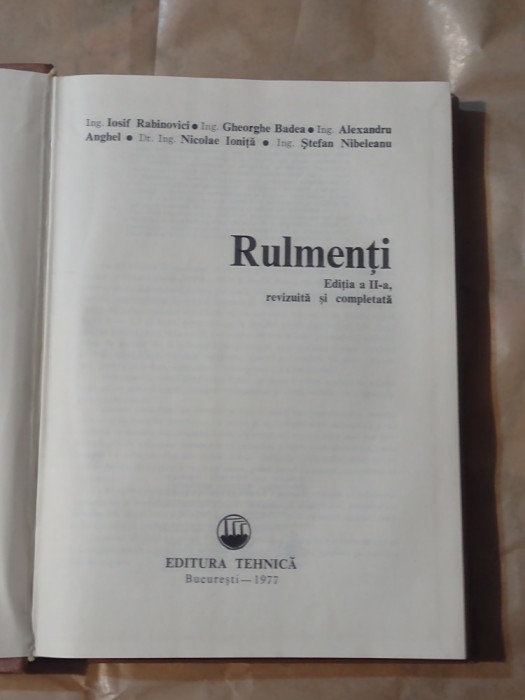 Ing. Iosif Rabinovici ● Ing. Gheorghe Badea ● Ing. Alexandru
Anghel ● Dr. Ing. Nicolae Ioniță ● Ing. Ștefan Nibeleanu
Rulmenți
Ediția a II-a,
revizuită și completată
EDITURA TEHNICĂ
București—1977